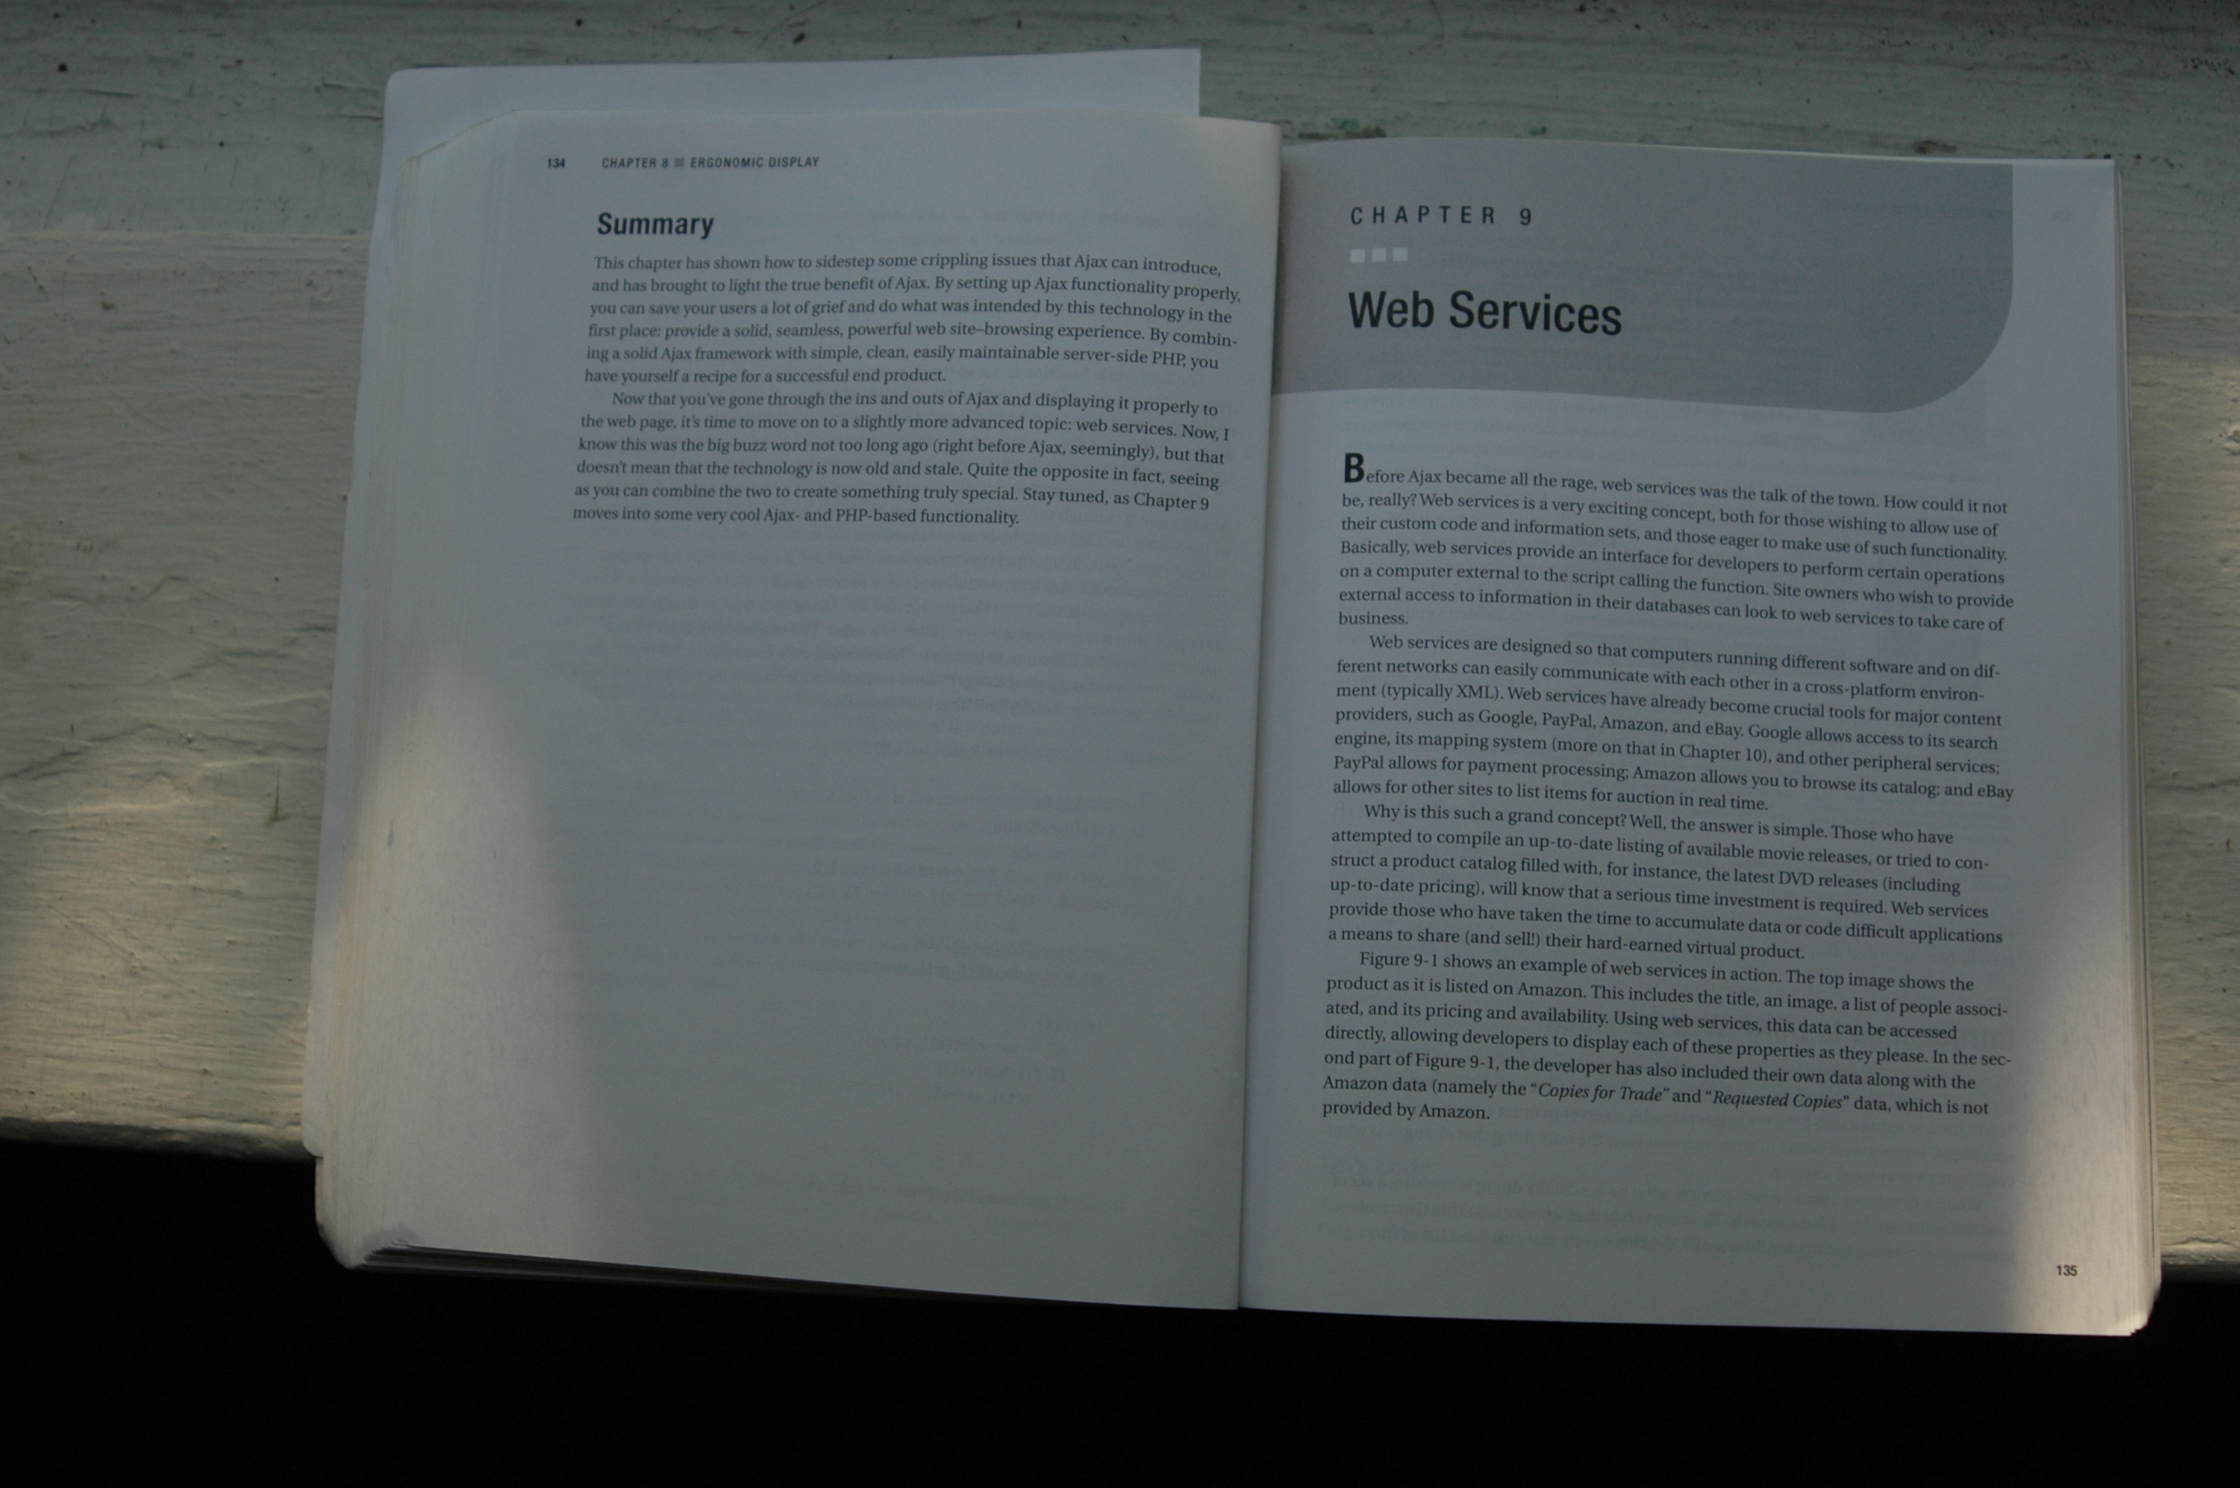 134 CHAPTER 8 ■ ERGONOMIC DISPLAY
Summary
This chapter has shown how to sidestep some crippling issues that Ajax can introduce,
and has brought to light the true benefit of Ajax. By setting up Ajax functionality properly,
you can save your users a lot of grief and do what was intended by this technology in the
first place: provide a solid, seamless, powerful web site–browsing experience. By combin-
ing a solid Ajax framework with simple, clean, easily maintainable server-side PHP, you
have yourself a recipe for a successful end product.
Now that you've gone through the ins and outs of Ajax and displaying it properly to
the web page, it's time to move on to a slightly more advanced topic: web services. Now, I
know this was the big buzz word not too long ago (right before Ajax, seemingly), but that
doesn't mean that the technology is now old and stale. Quite the opposite in fact, seeing
as you can combine the two to create something truly special. Stay tuned, as Chapter 9
moves into some very cool Ajax- and PHP-based functionality.
CHAPTER 9
Web Services
Before Ajax became all the rage, web services was the talk of the town. How could it not
be, really? Web services is a very exciting concept, both for those wishing to allow use of
their custom code and information sets, and those eager to make use of such functionality.
Basically, web services provide an interface for developers to perform certain operations
on a computer external to the script calling the function. Site owners who wish to provide
external access to information in their databases can look to web services to take care of
business.
Web services are designed so that computers running different software and on dif-
ferent networks can easily communicate with each other in a cross-platform environ-
ment (typically XML). Web services have already become crucial tools for major content
providers, such as Google, PayPal, Amazon, and eBay. Google allows access to its search
engine, its mapping system (more on that in Chapter 10), and other peripheral services;
PayPal allows for payment processing; Amazon allows you to browse its catalog; and eBay
allows for other sites to list items for auction in real time.
Why is this such a grand concept? Well, the answer is simple. Those who have
attempted to compile an up-to-date listing of available movie releases, or tried to con-
struct a product catalog filled with, for instance, the latest DVD releases (including
up-to-date pricing), will know that a serious time investment is required. Web services
provide those who have taken the time to accumulate data or code difficult applications
a means to share (and sell!) their hard-earned virtual product.
Figure 9-1 shows an example of web services in action. The top image shows the
product as it is listed on Amazon. This includes the title, an image, a list of people associ-
ated, and its pricing and availability. Using web services, this data can be accessed
directly, allowing developers to display each of these properties as they please. In the sec-
ond part of Figure 9-1, the developer has also included their own data along with the
Amazon data (namely the "Copies for Trade" and "Requested Copies" data, which is not
provided by Amazon.
135